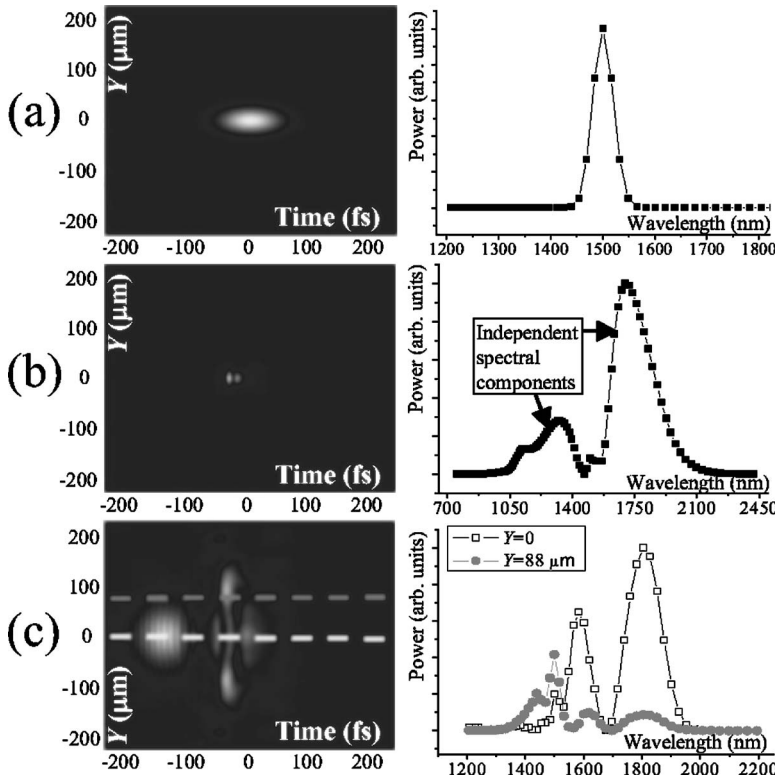 (a)
Y (µm)
200
100
0
-100
-200
-200
-100
0
100
200
Time (fs)
Power (arb. units)
Wavelength (nm)
1200 1300 1400 1500 1600 1700 1800
(b)
Y (µm)
200
100
0
-100
-200
-200 -100 0 100 200
Time (fs)
Power (arb. units)
Independent
spectral
components
Wavelength (nm)
700 1050 1400 1750 2100 2450
(c)
Y (µm)
200
100
0
-100
-200
-200 -100 0 100 200
Time (fs)
Power (arb. units)
Y=0
Y=88 µm
Wavelength (nm)
1200 1400 1600 1800 2000 2200